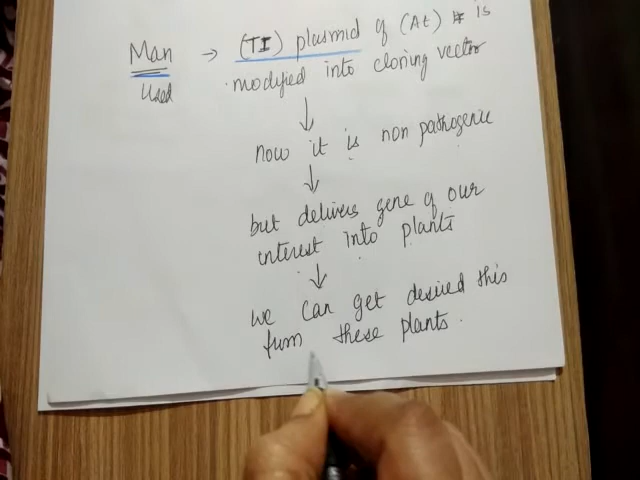 Man → (TI) plasmid of (At) is
Used modified into cloning vector
↓
now it is non pathogenic
↓
but delivers gene of our
interest into plants
↓
we can get desired this
from these plants.